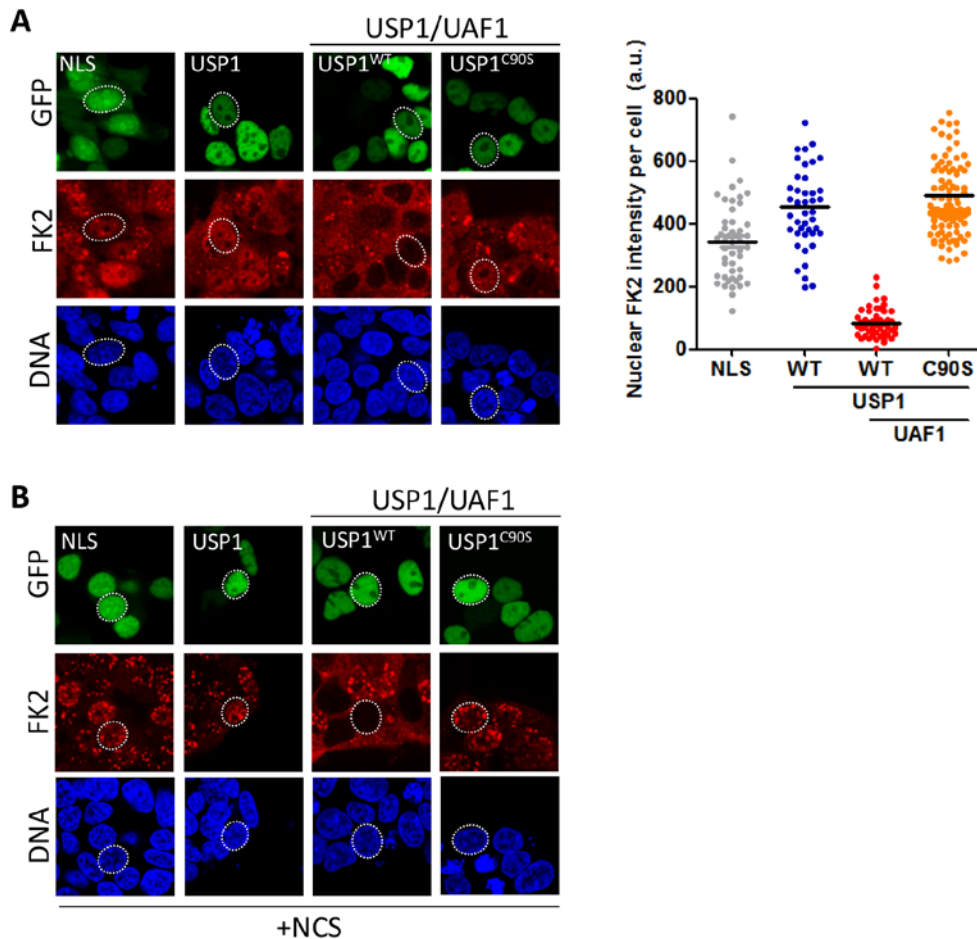 A
USP1/UAF1
NLS USP1 USP1WT USP1C90S
GFP
FK2
DNA
Nuclear FK2 intensity per cell (a.u.)
800
600
400
200
0
NLS WT WT C90S
USP1
UAF1
B
USP1/UAF1
NLS USP1 USP1WT USP1C90S
GFP
FK2
DNA
+NCS